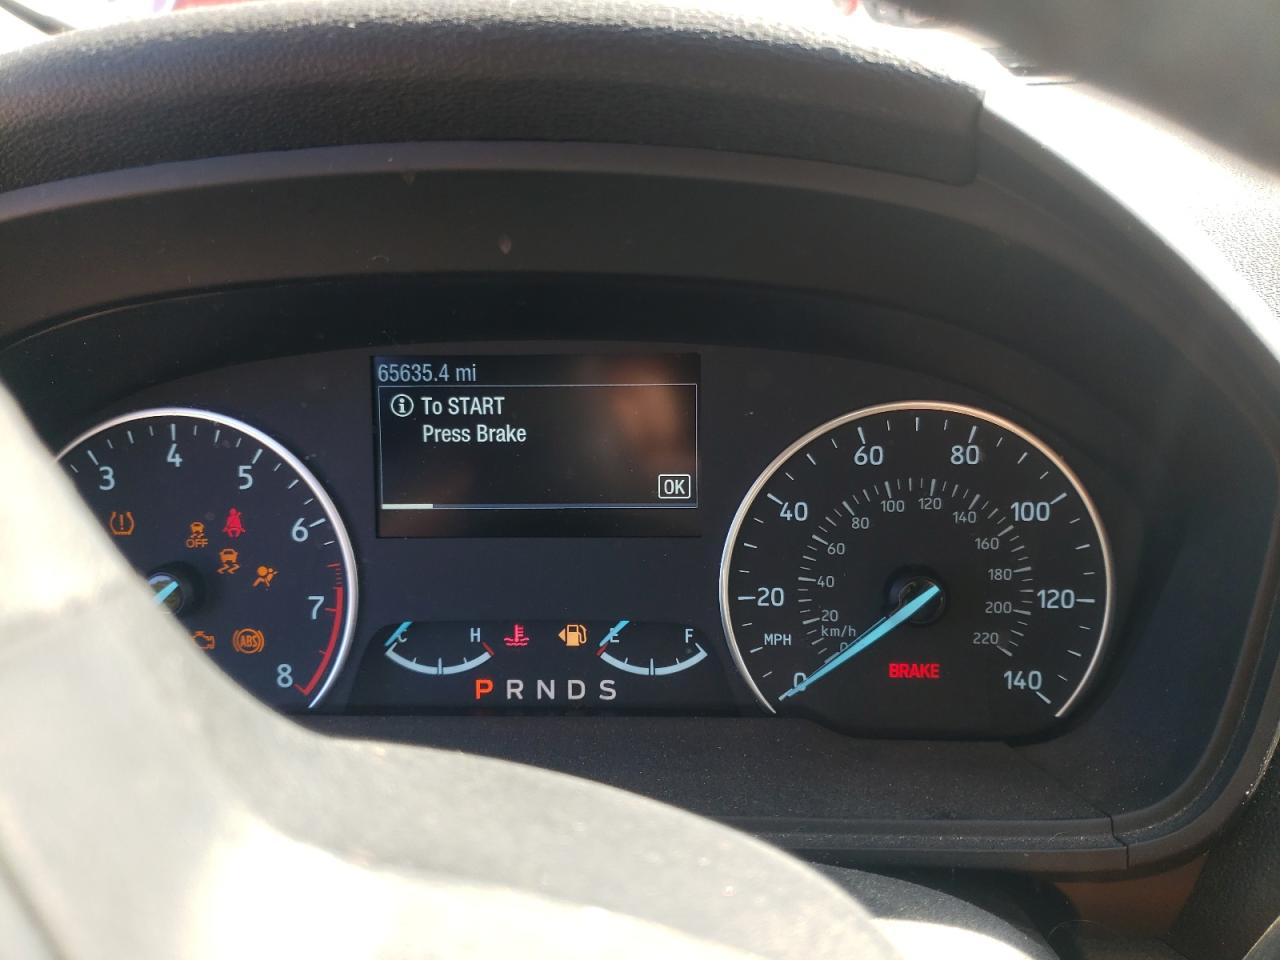 65635.4 mi
i To START
Press Brake
OK
3 4 5 6 7 8
OFF
ABS
C H
E F
P R N D S
0 20 40 60 80 100 120 140
MPH
0 20 40 60 80 100 120 140 160 180 200 220
km/h
BRAKE